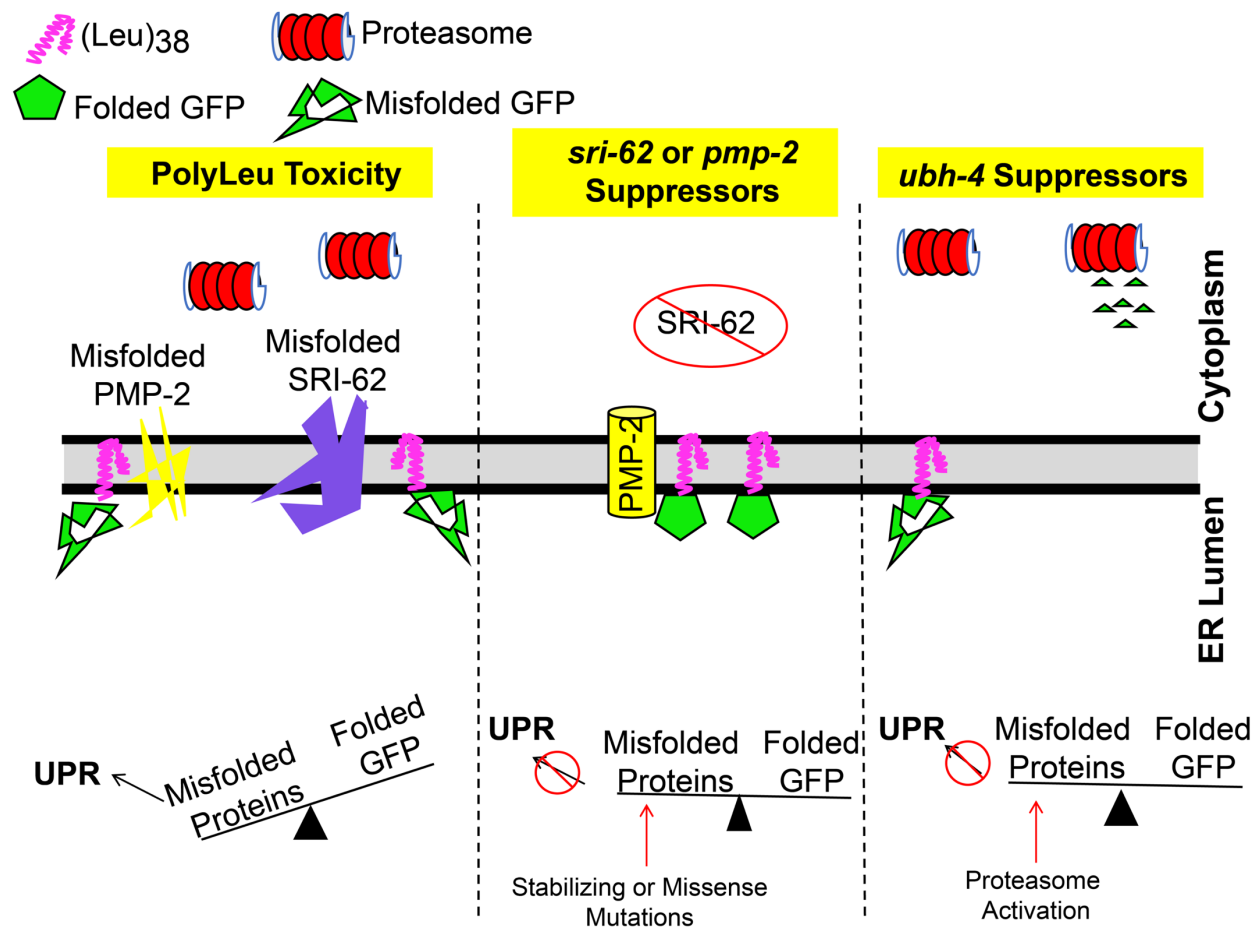 (Leu)38
Proteasome
Folded GFP
Misfolded GFP
PolyLeu Toxicity
sri-62 or pmp-2
Suppressors
ubh-4 Suppressors
Misfolded
PMP-2
Misfolded
SRI-62
SRI-62
PMP-2
Cytoplasm
ER Lumen
UPR
Misfolded
Proteins
Folded
GFP
UPR
Misfolded
Proteins
Folded
GFP
Stabilizing or Missense
Mutations
UPR
Misfolded
Proteins
Folded
GFP
Proteasome
Activation